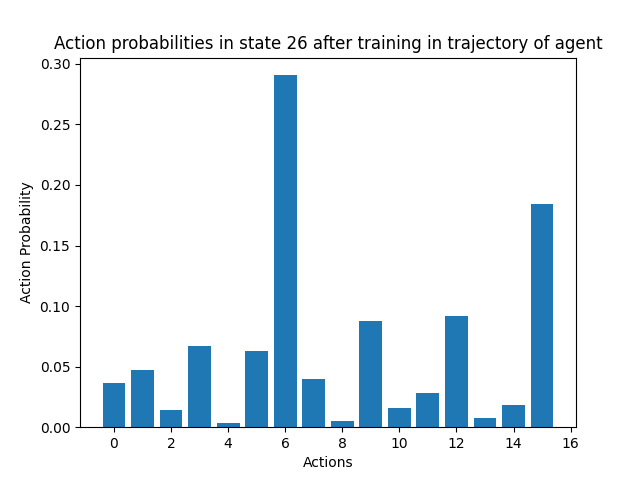 Action probabilities in state 26 after training in trajectory of agent
0.30
0.25
0.20
0.15
0.10
0.05
0.00
Action Probability
0 2 4 6 8 10 12 14 16
Actions